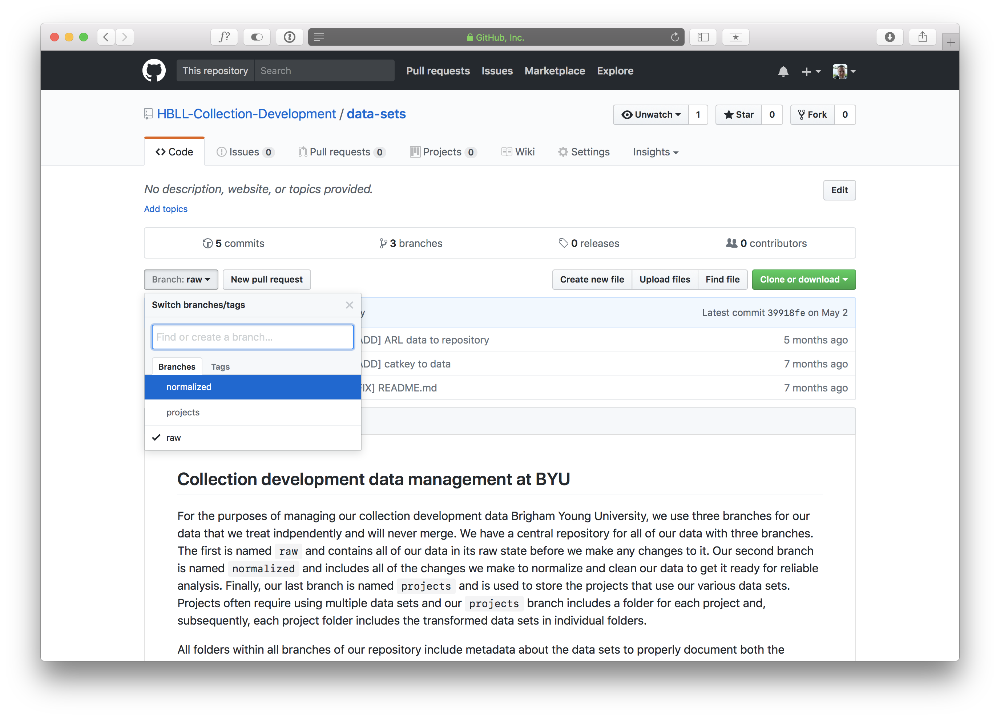 f?
GitHub, Inc.
This repository Search Pull requests Issues Marketplace Explore
HBLL-Collection-Development / data-sets Unwatch 1 Star 0 Fork 0
Code Issues 0 Pull requests 0 Projects 0 Wiki Settings Insights
No description, website, or topics provided. Edit
Add topics
5 commits 3 branches 0 releases 0 contributors
Branch: raw New pull request Create new file Upload files Find file Clone or download
Switch branches/tags
y Latest commit 39918fe on May 2
Find or create a branch...
DD] ARL data to repository 5 months ago
Branches Tags
DD] catkey to data 7 months ago
normalized
IX] README.md 7 months ago
projects
raw
Collection development data management at BYU
For the purposes of managing our collection development data Brigham Young University, we use three branches for our
data that we treat indpendently and will never merge. We have a central repository for all of our data with three branches.
The first is named raw and contains all of our data in its raw state before we make any changes to it. Our second branch
is named normalized and includes all of the changes we make to normalize and clean our data to get it ready for reliable
analysis. Finally, our last branch is named projects and is used to store the projects that use our various data sets.
Projects often require using multiple data sets and our projects branch includes a folder for each project and,
subsequently, each project folder includes the transformed data sets in individual folders.
All folders within all branches of our repository include metadata about the data sets to properly document both the